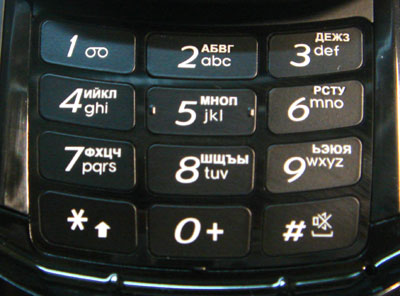 1
2 АБВГ
abc
3 ДЕЖЗ
def
4 ИЙКЛ
ghi
5 МНОП
jkl
6 РСТУ
mno
7 ФХЦЧ
pqrs
8 ШЩЪЫ
tuv
9 ЬЭЮЯ
wxyz
*
0+
#